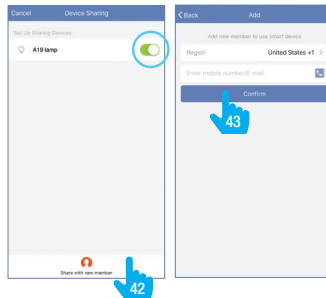 Cancel Device Sharing
Set Up Sharing Devices
A19 lamp
Share with new member
42
Back Add
Add new member to use smart device
Region United States +1
Enter mobile number/E-mail
Confirm
43